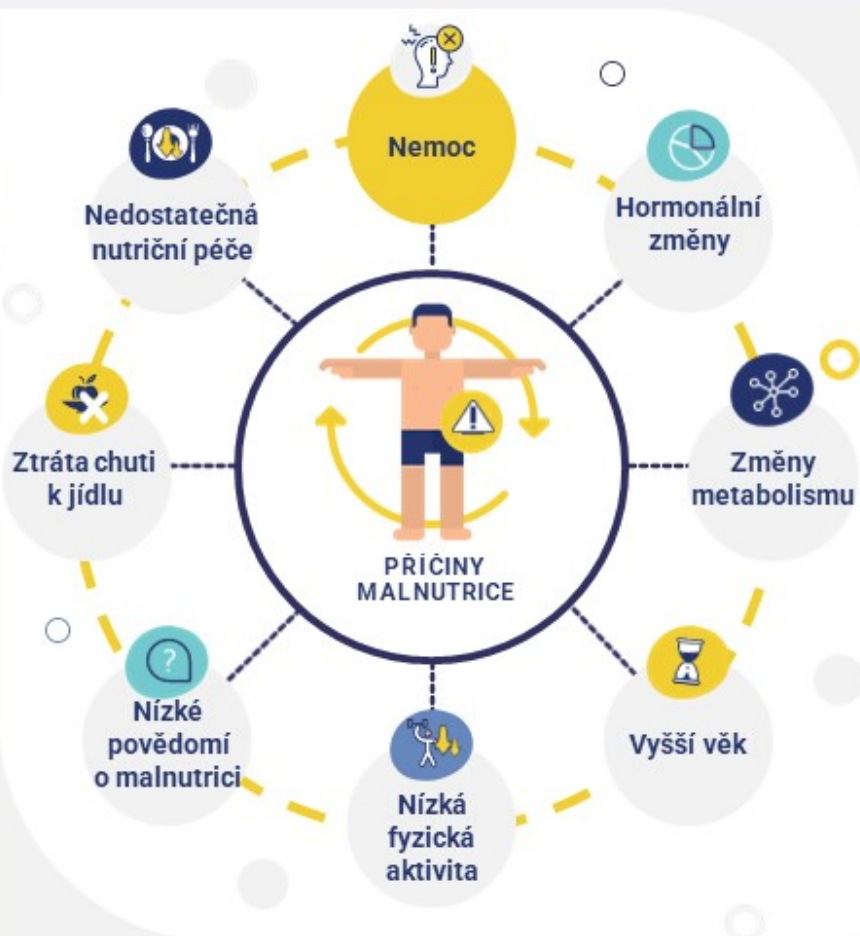 Nemoc
Hormonální
změny
Změny
metabolismu
Vyšší věk
Nízká
fyzická
aktivita
Nízké
povědomí
o malnutrici
Ztráta chuti
k jídlu
Nedostatečná
nutriční péče
PŘÍČINY
MALNUTRICE
?